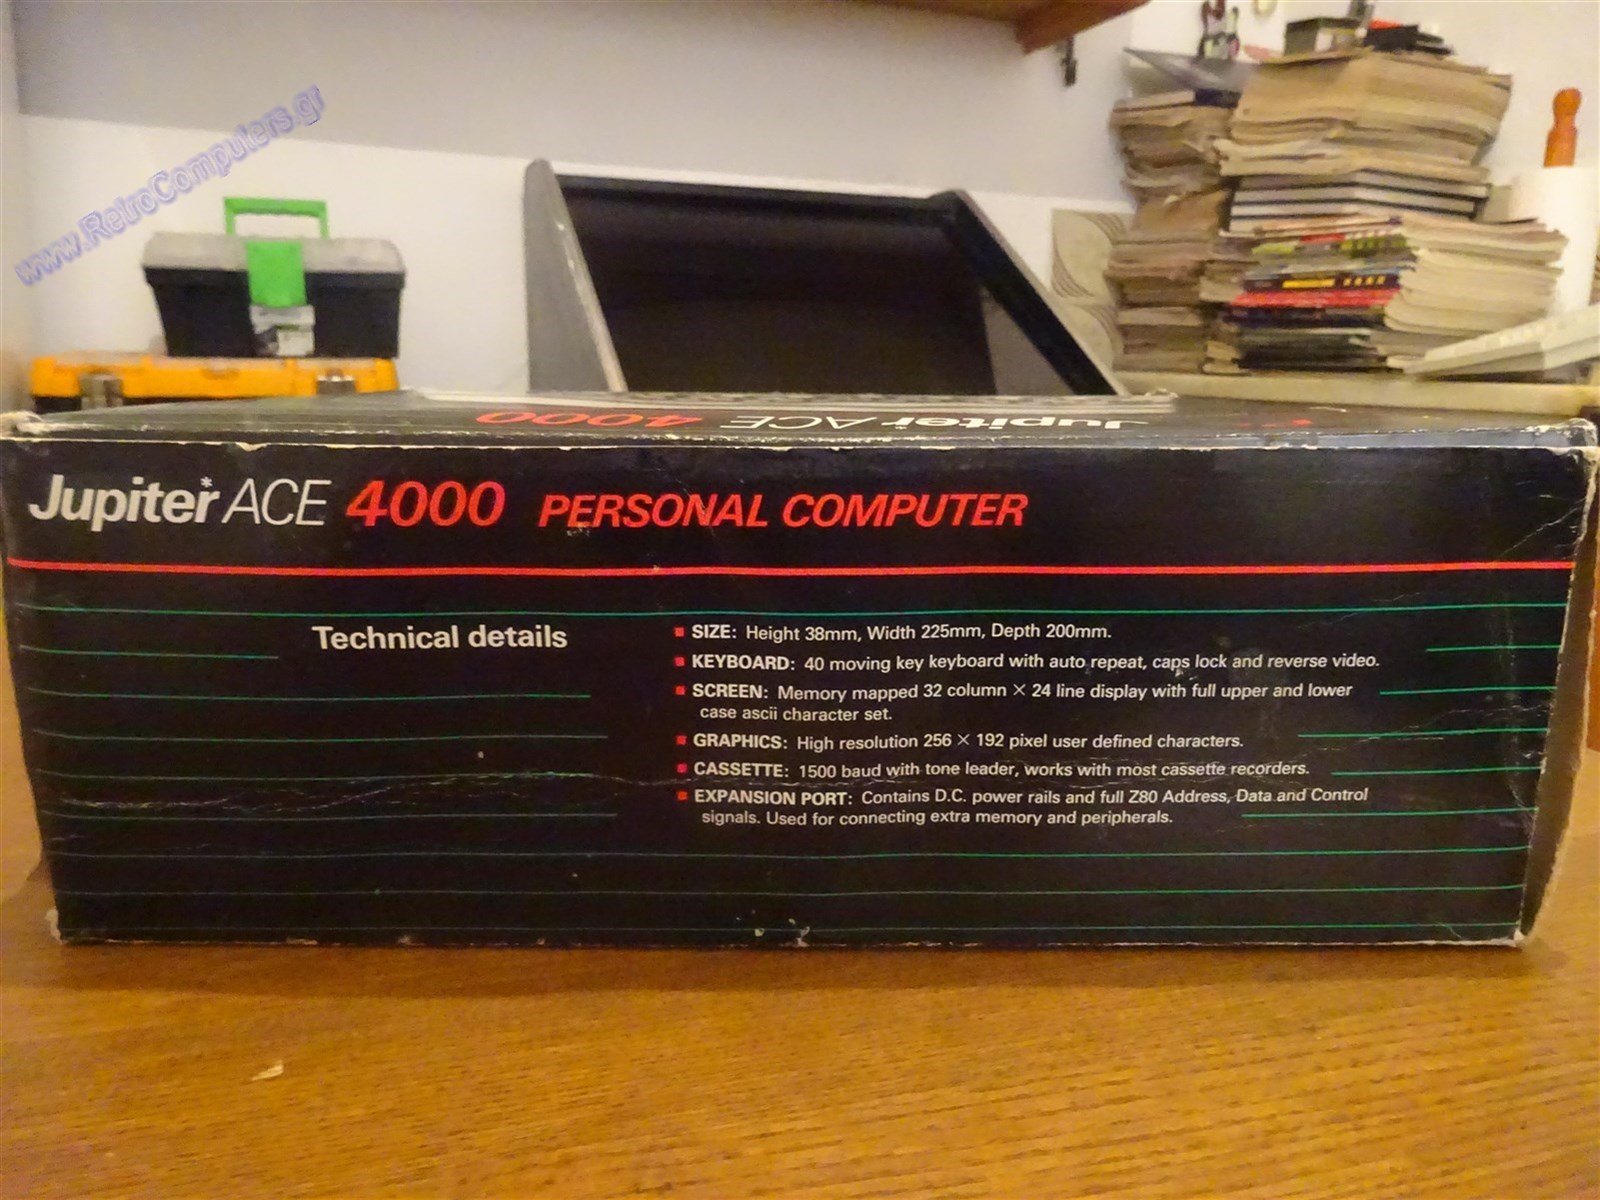 www.RetroComputers.gr
Jupiter ACE 4000
Jupiter* ACE 4000 PERSONAL COMPUTER
Technical details
SIZE: Height 38mm, Width 225mm, Depth 200mm.
KEYBOARD: 40 moving key keyboard with auto repeat, caps lock and reverse video.
SCREEN: Memory mapped 32 column × 24 line display with full upper and lower
case ascii character set.
GRAPHICS: High resolution 256 × 192 pixel user defined characters.
CASSETTE: 1500 baud with tone leader, works with most cassette recorders.
EXPANSION PORT: Contains D.C. power rails and full Z80 Address, Data and Control
signals. Used for connecting extra memory and peripherals.